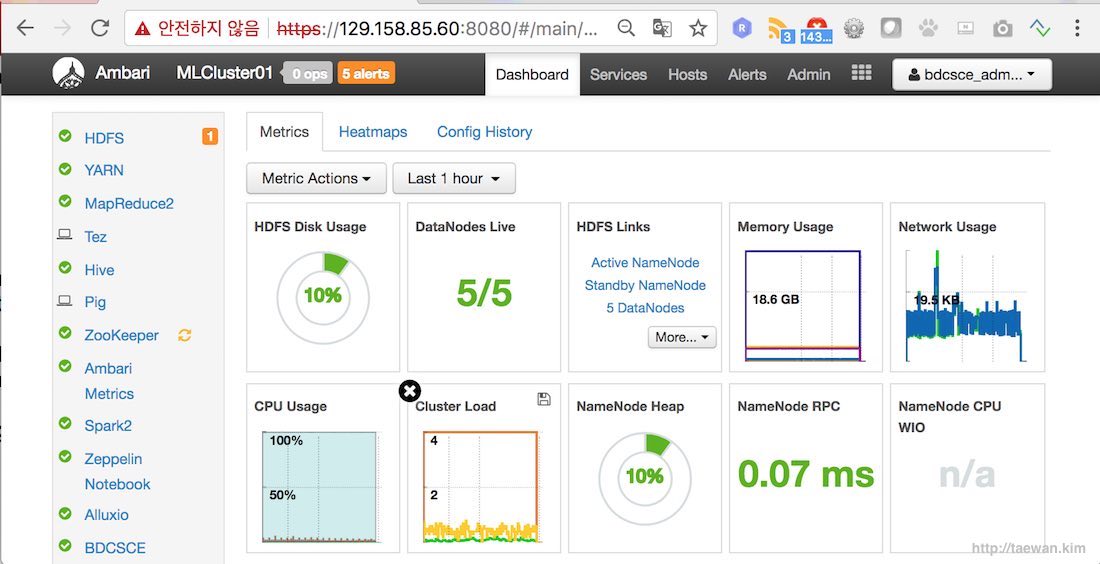 안전하지 않음 https://129.158.85.60:8080/#/main/...
R
3
143...
Ambari MLCluster01 0 ops 5 alerts Dashboard Services Hosts Alerts Admin bdcsce_adm...
HDFS 1
YARN
MapReduce2
Tez
Hive
Pig
ZooKeeper
Ambari
Metrics
Spark2
Zeppelin
Notebook
Alluxio
BDCSCE
Metrics Heatmaps Config History
Metric Actions Last 1 hour
HDFS Disk Usage
10%
DataNodes Live
5/5
HDFS Links
Active NameNode
Standby NameNode
5 DataNodes
More...
Memory Usage
18.6 GB
Network Usage
19.5 KB
CPU Usage
100%
50%
Cluster Load
4
2
NameNode Heap
10%
NameNode RPC
0.07 ms
NameNode CPU
WIO
n/a
http://taewan.kim